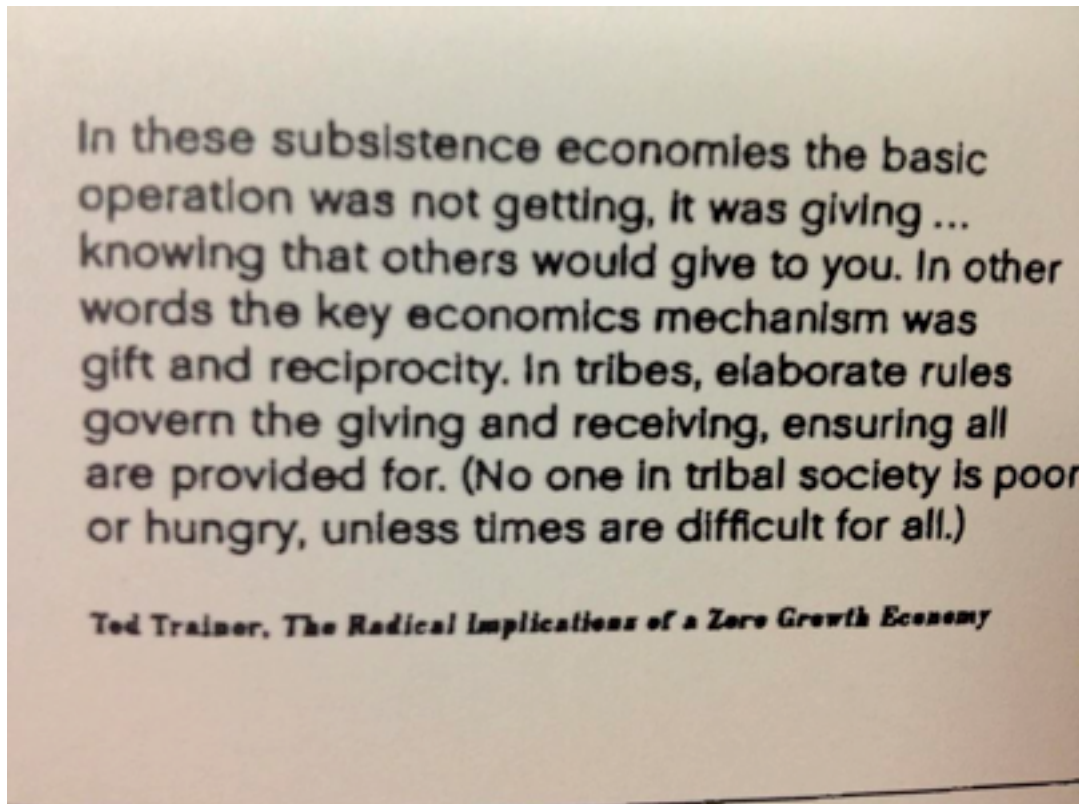 In these subsistence economies the basic
operation was not getting, it was giving ...
knowing that others would give to you. In other
words the key economics mechanism was
gift and reciprocity. In tribes, elaborate rules
govern the giving and receiving, ensuring all
are provided for. (No one in tribal society is poor
or hungry, unless times are difficult for all.)
Ted Trainer, The Radical Implications of a Zero Growth Economy